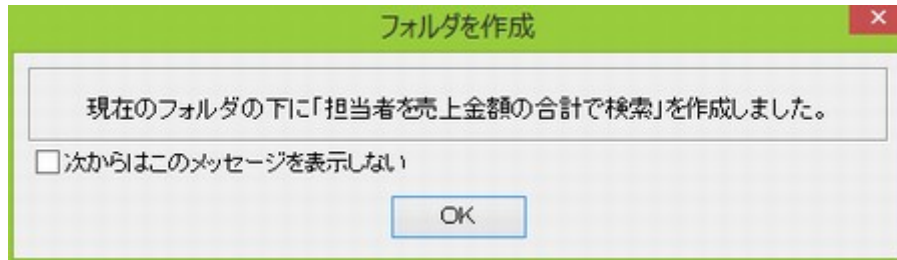 フォルダを作成
現在のフォルダの下に「担当者を売上金額の合計で検索」を作成しました。
次からはこのメッセージを表示しない
OK